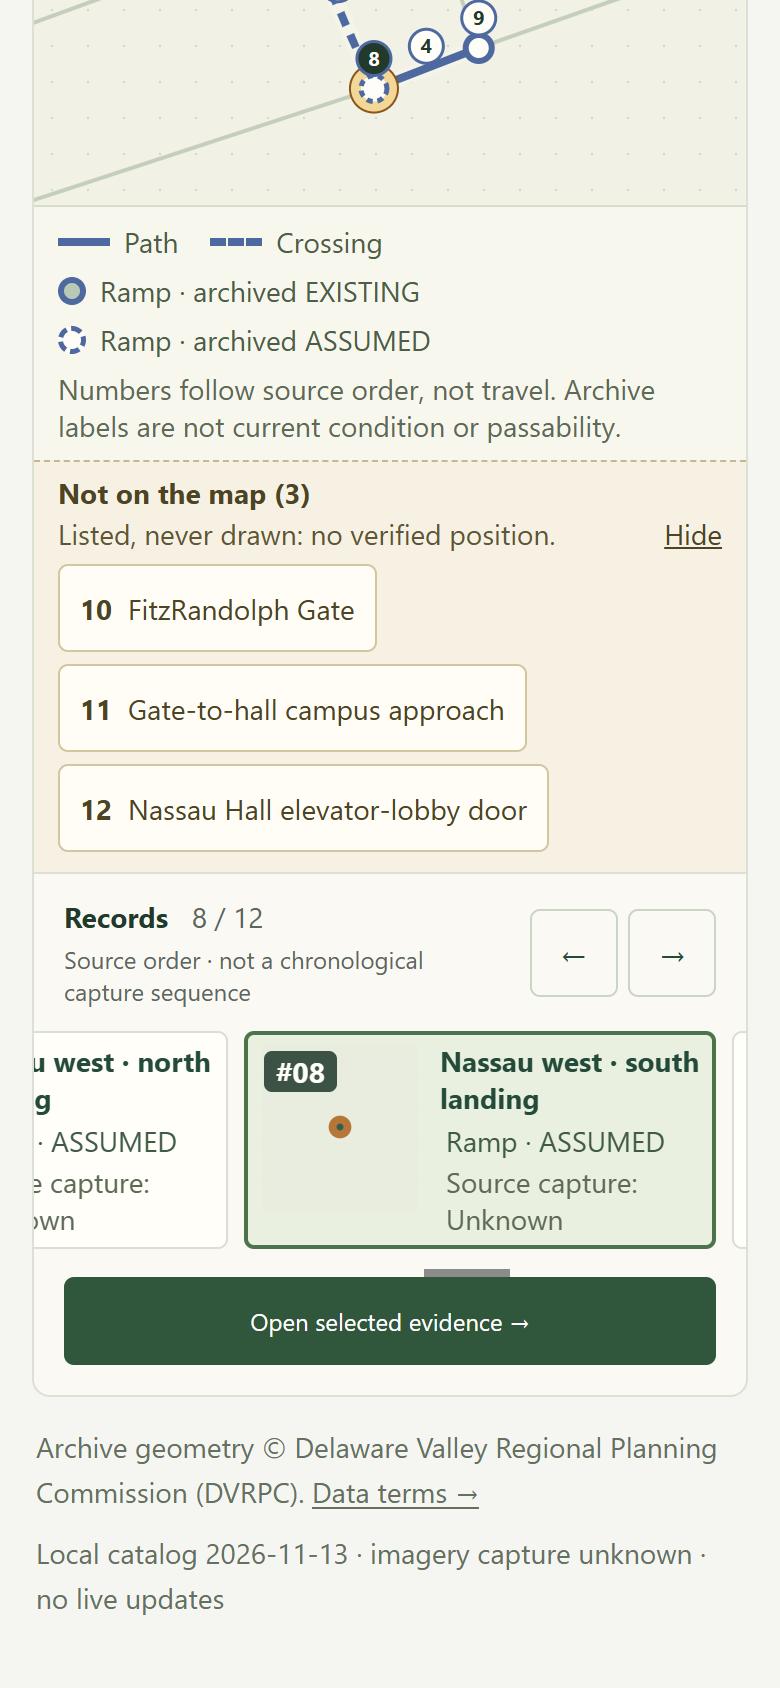 9
4
8
Path
Crossing
Ramp · archived EXISTING
Ramp · archived ASSUMED
Numbers follow source order, not travel. Archive
labels are not current condition or passability.
Not on the map (3)
Listed, never drawn: no verified position.
Hide
10 FitzRandolph Gate
11 Gate-to-hall campus approach
12 Nassau Hall elevator-lobby door
Records 8 / 12
Source order · not a chronological
capture sequence
← →
u west · north
g
· ASSUMED
e capture:
own
#08
Nassau west · south
landing
Ramp · ASSUMED
Source capture:
Unknown
Open selected evidence →
Archive geometry © Delaware Valley Regional Planning
Commission (DVRPC). Data terms →
Local catalog 2026-11-13 · imagery capture unknown ·
no live updates